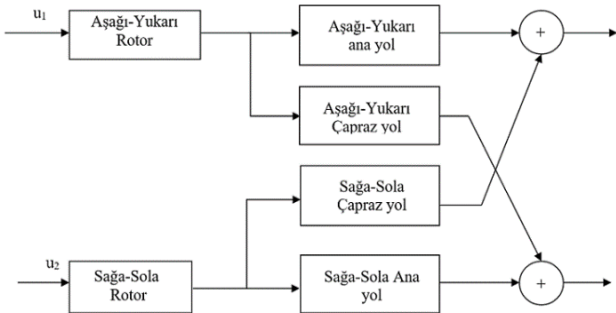 u₁
Aşağı-Yukarı
Rotor
Aşağı-Yukarı
ana yol
+
Aşağı-Yukarı
Çapraz yol
Sağa-Sola
Çapraz yol
u₂
Sağa-Sola
Rotor
Sağa-Sola Ana
yol
+